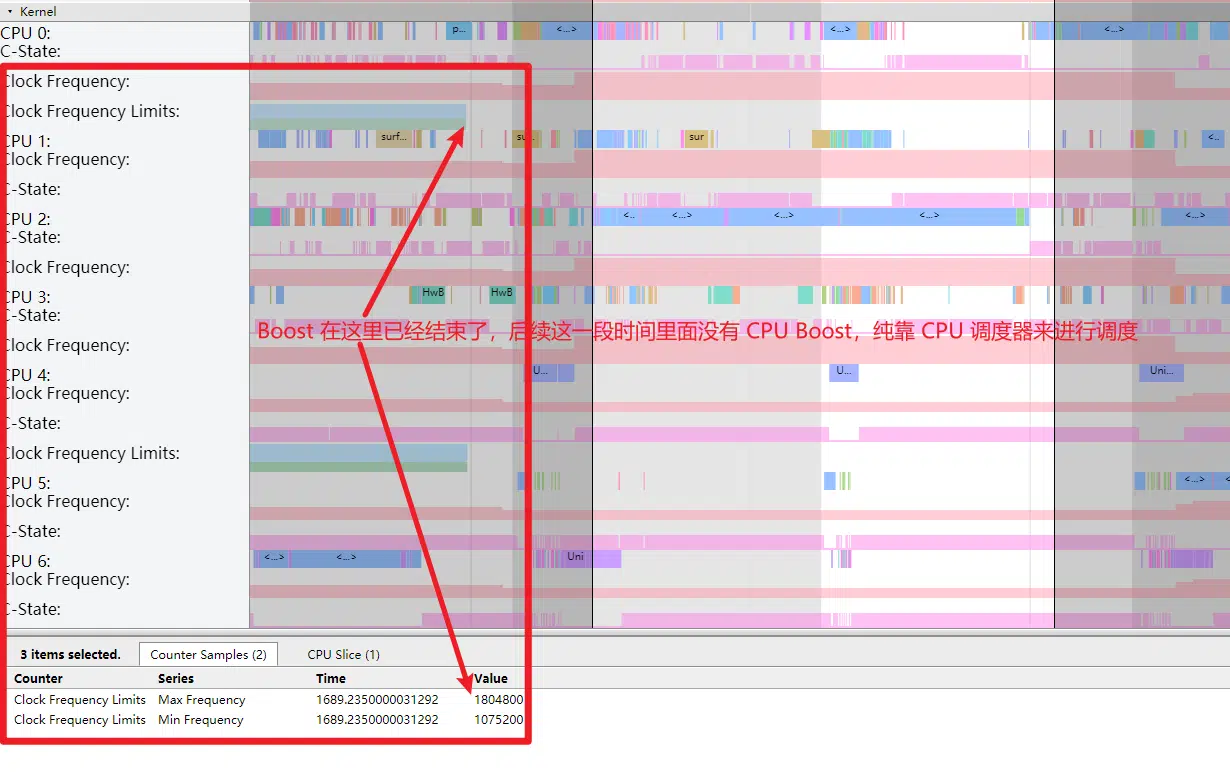 Kernel
CPU 0:
C-State:
Clock Frequency:
Clock Frequency Limits:
CPU 1:
Clock Frequency:
C-State:
CPU 2:
C-State:
Clock Frequency:
CPU 3:
C-State:
Clock Frequency:
CPU 4:
Clock Frequency:
C-State:
Clock Frequency Limits:
CPU 5:
Clock Frequency:
C-State:
CPU 6:
Clock Frequency:
C-State:
p... <...> <...> <...>
surf... su... sur <..
<.. <...> <...> <...> <...>
HwB HwB
Boost 在这里已经结束了，后续这一段时间里面没有 CPU Boost，纯靠 CPU 调度器来进行调度
U... U... Uni...
<...> <
<...> <...> Uni
3 items selected. Counter Samples (2) CPU Slice (1)
Counter Series Time Value
Clock Frequency Limits Max Frequency 1689.2350000031292 1804800
Clock Frequency Limits Min Frequency 1689.2350000031292 1075200